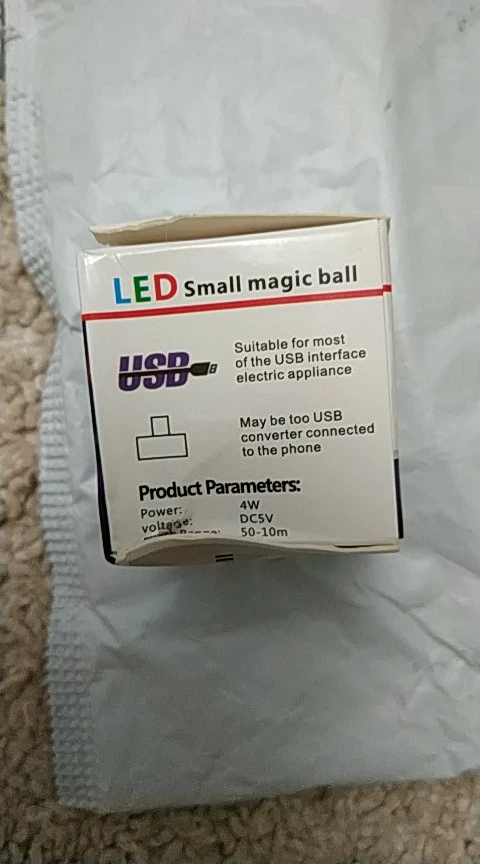 LED Small magic ball
USB
Suitable for most
of the USB interface
electric appliance
May be too USB
converter connected
to the phone
Product Parameters:
Power: 4W
voltage: DC5V
Range: 50-10m